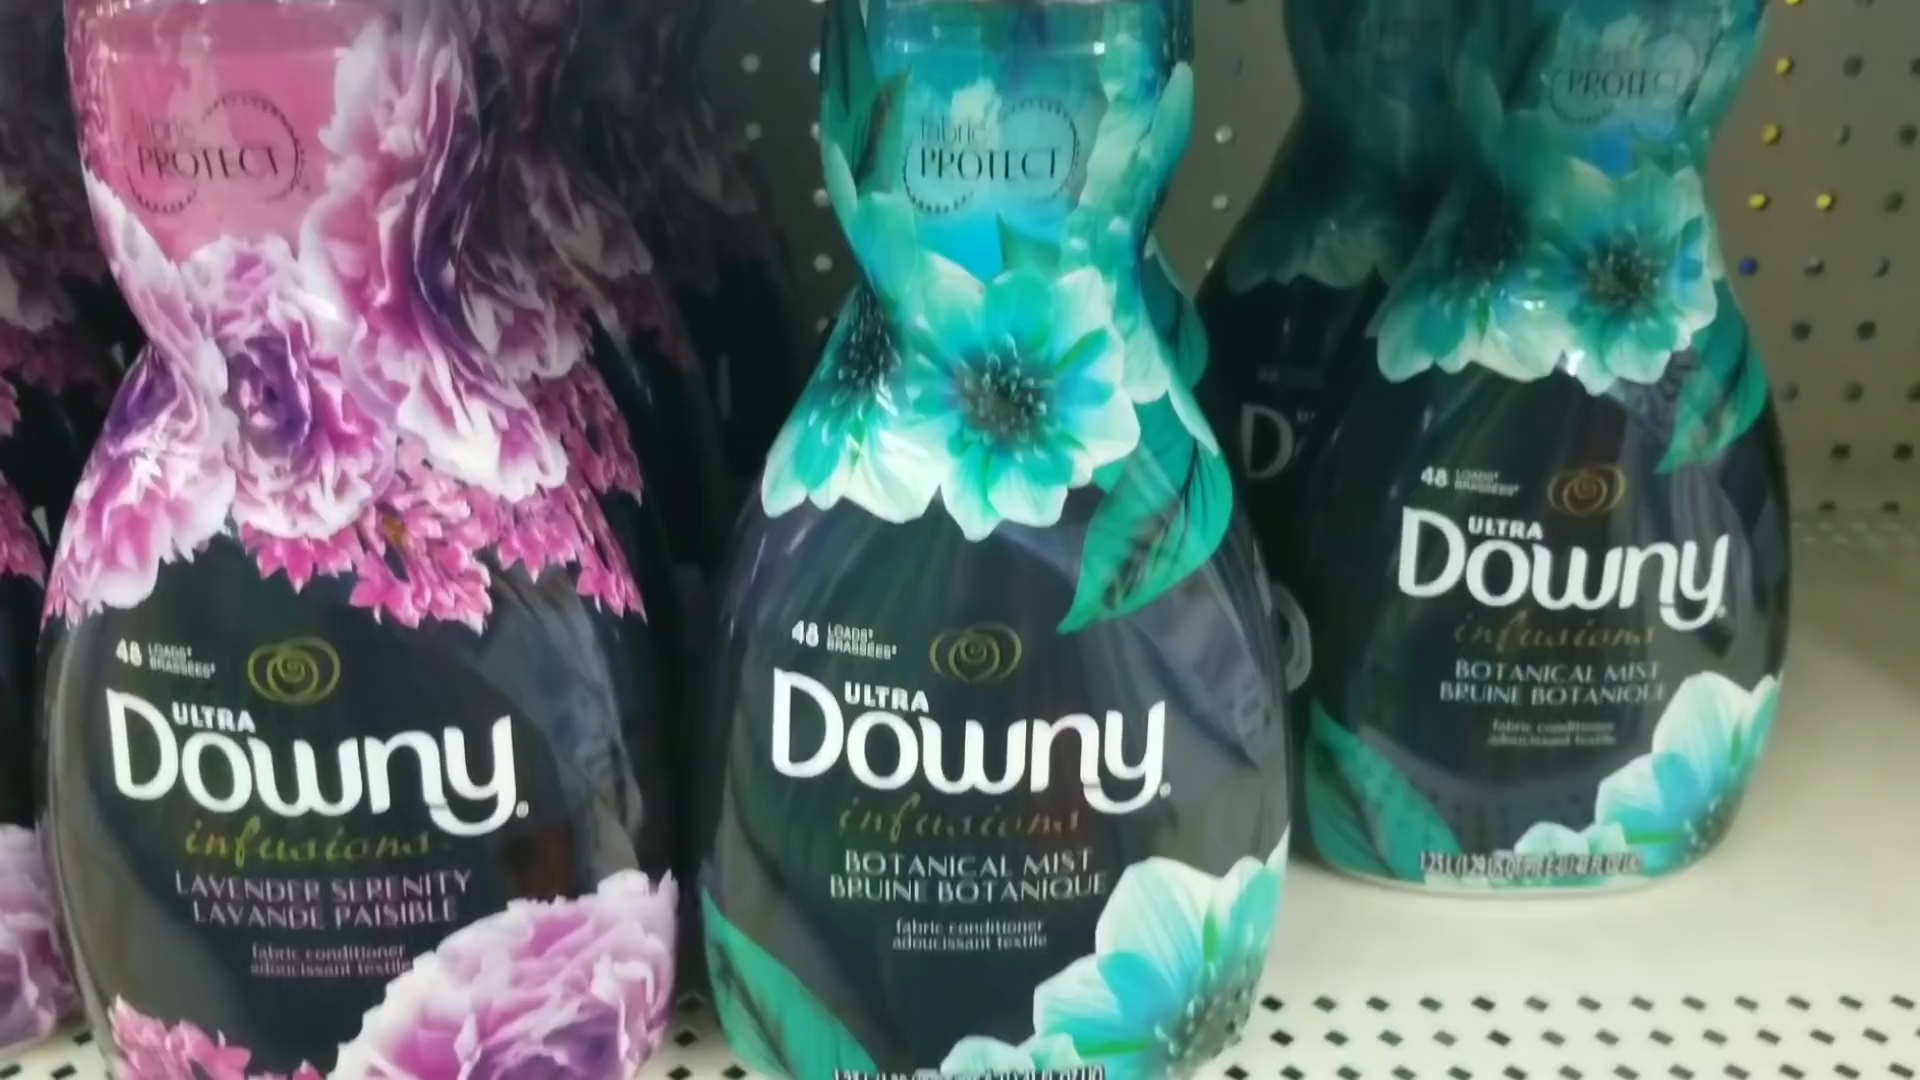 fabric
PROTECT
48 LOADS*
BRASSÉES*
ULTRA
Downy
infusions
LAVENDER SERENITY
LAVANDE PAISIBLE
fabric conditioner
adoucissant textile
fabric
PROTECT
48 LOADS*
BRASSÉES*
ULTRA
Downy
infusions
BOTANICAL MIST
BRUINE BOTANIQUE
fabric conditioner
adoucissant textile
PROTECT
48 LOADS*
BRASSÉES*
ULTRA
Downy
infusions
BOTANICAL MIST
BRUINE BOTANIQUE
fabric conditioner
adoucissant textile
D